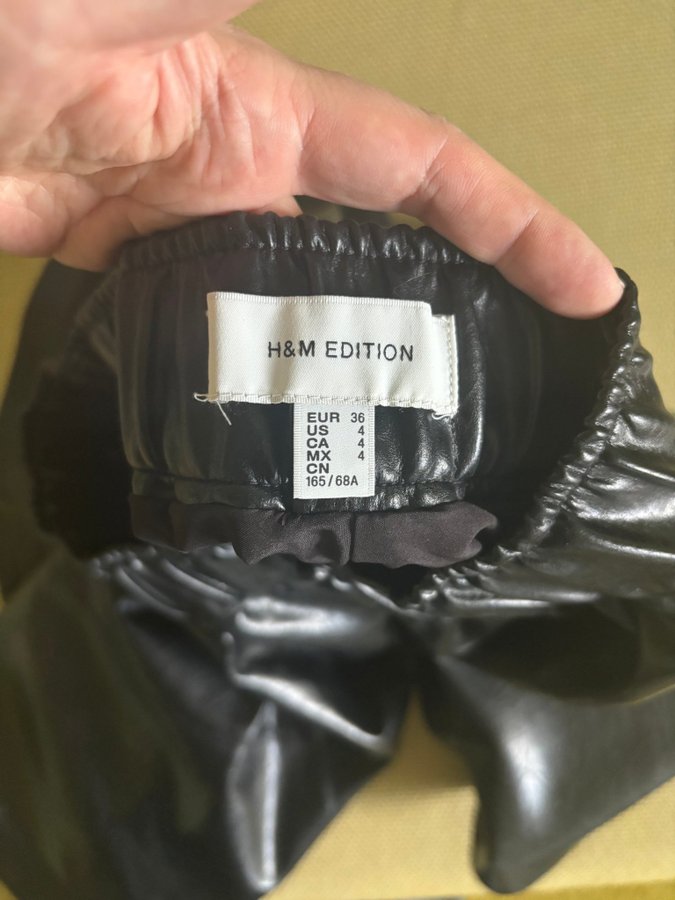 H&M EDITION
EUR 36
US 4
CA 4
MX 4
CN
165 / 68A